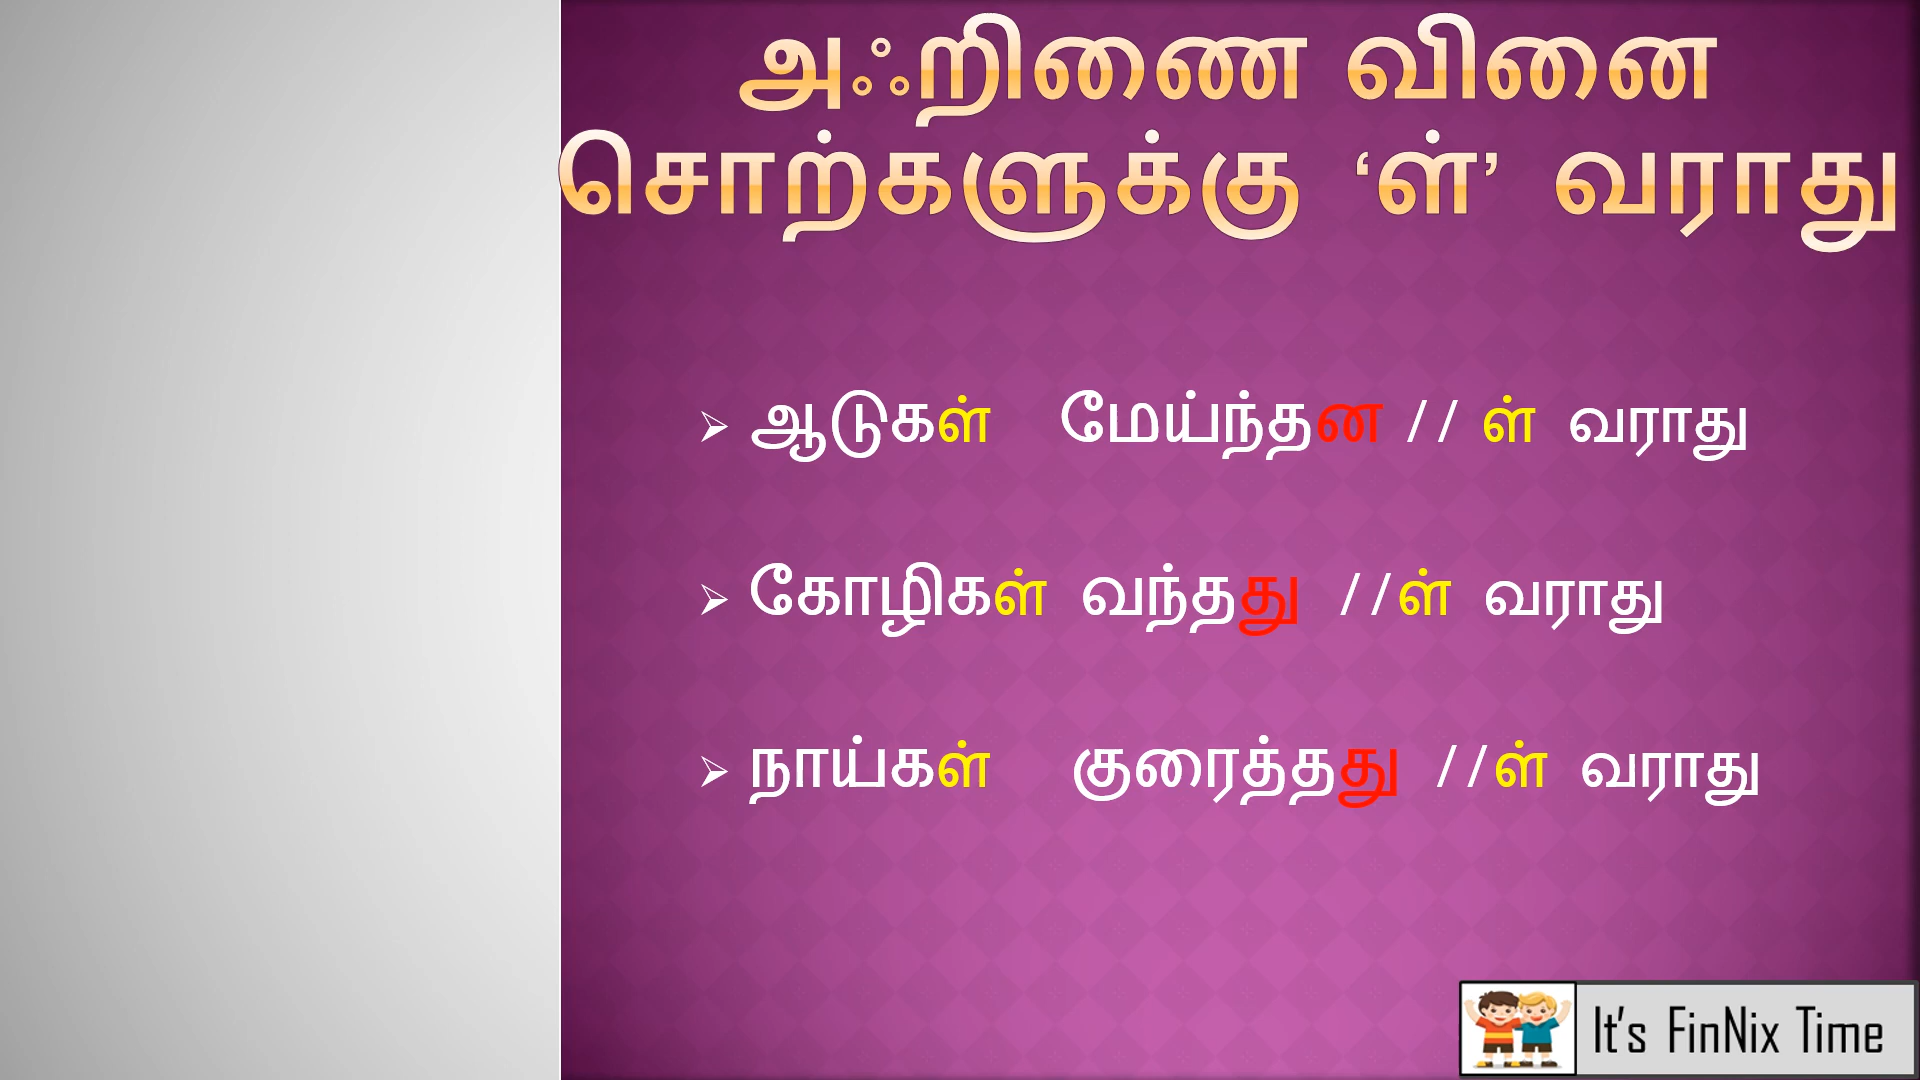 அஃறிணை வினை
சொற்களுக்கு ‘ள்’ வராது
➢ ஆடுகள் மேய்ந்தன // ள் வராது
➢ கோழிகள் வந்தது //ள் வராது
➢ நாய்கள் குரைத்தது //ள் வராது
It's FinNix Time